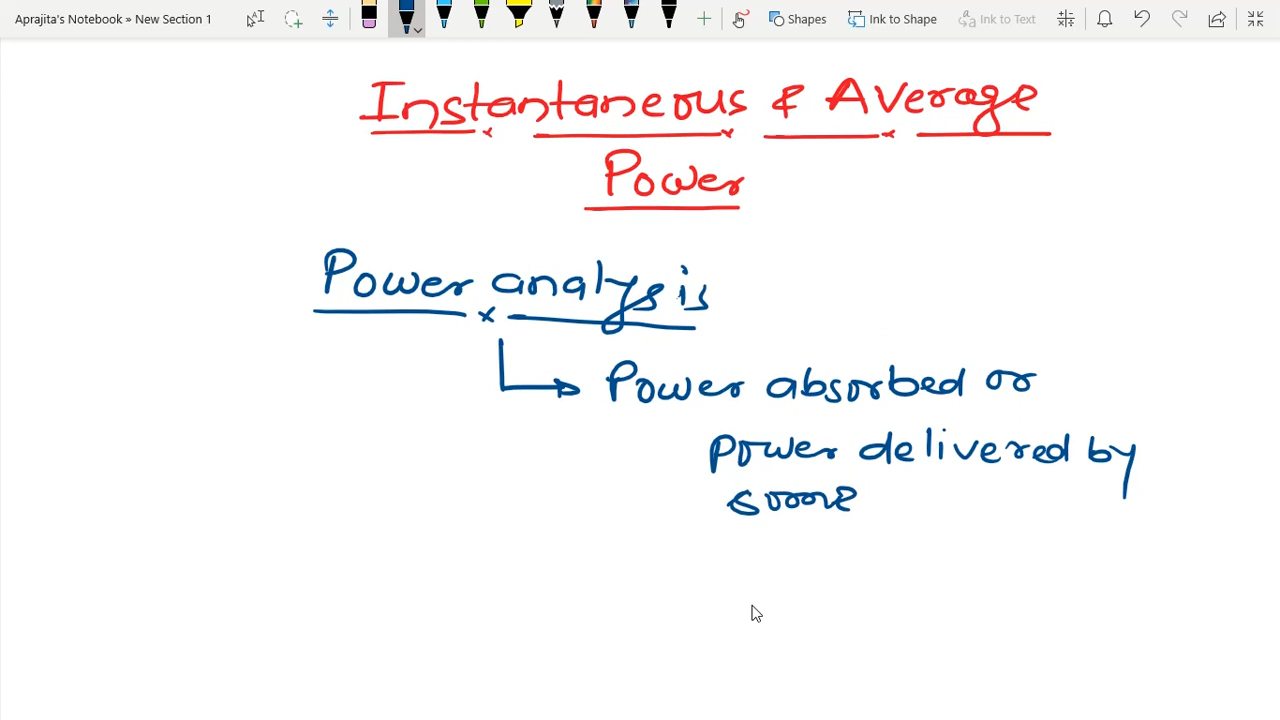 Aprajita's Notebook » New Section 1
Shapes
Ink to Shape
Ink to Text
Instantaneous & Average
Power
Power analysis
Power absorbed or
power delivered by
some